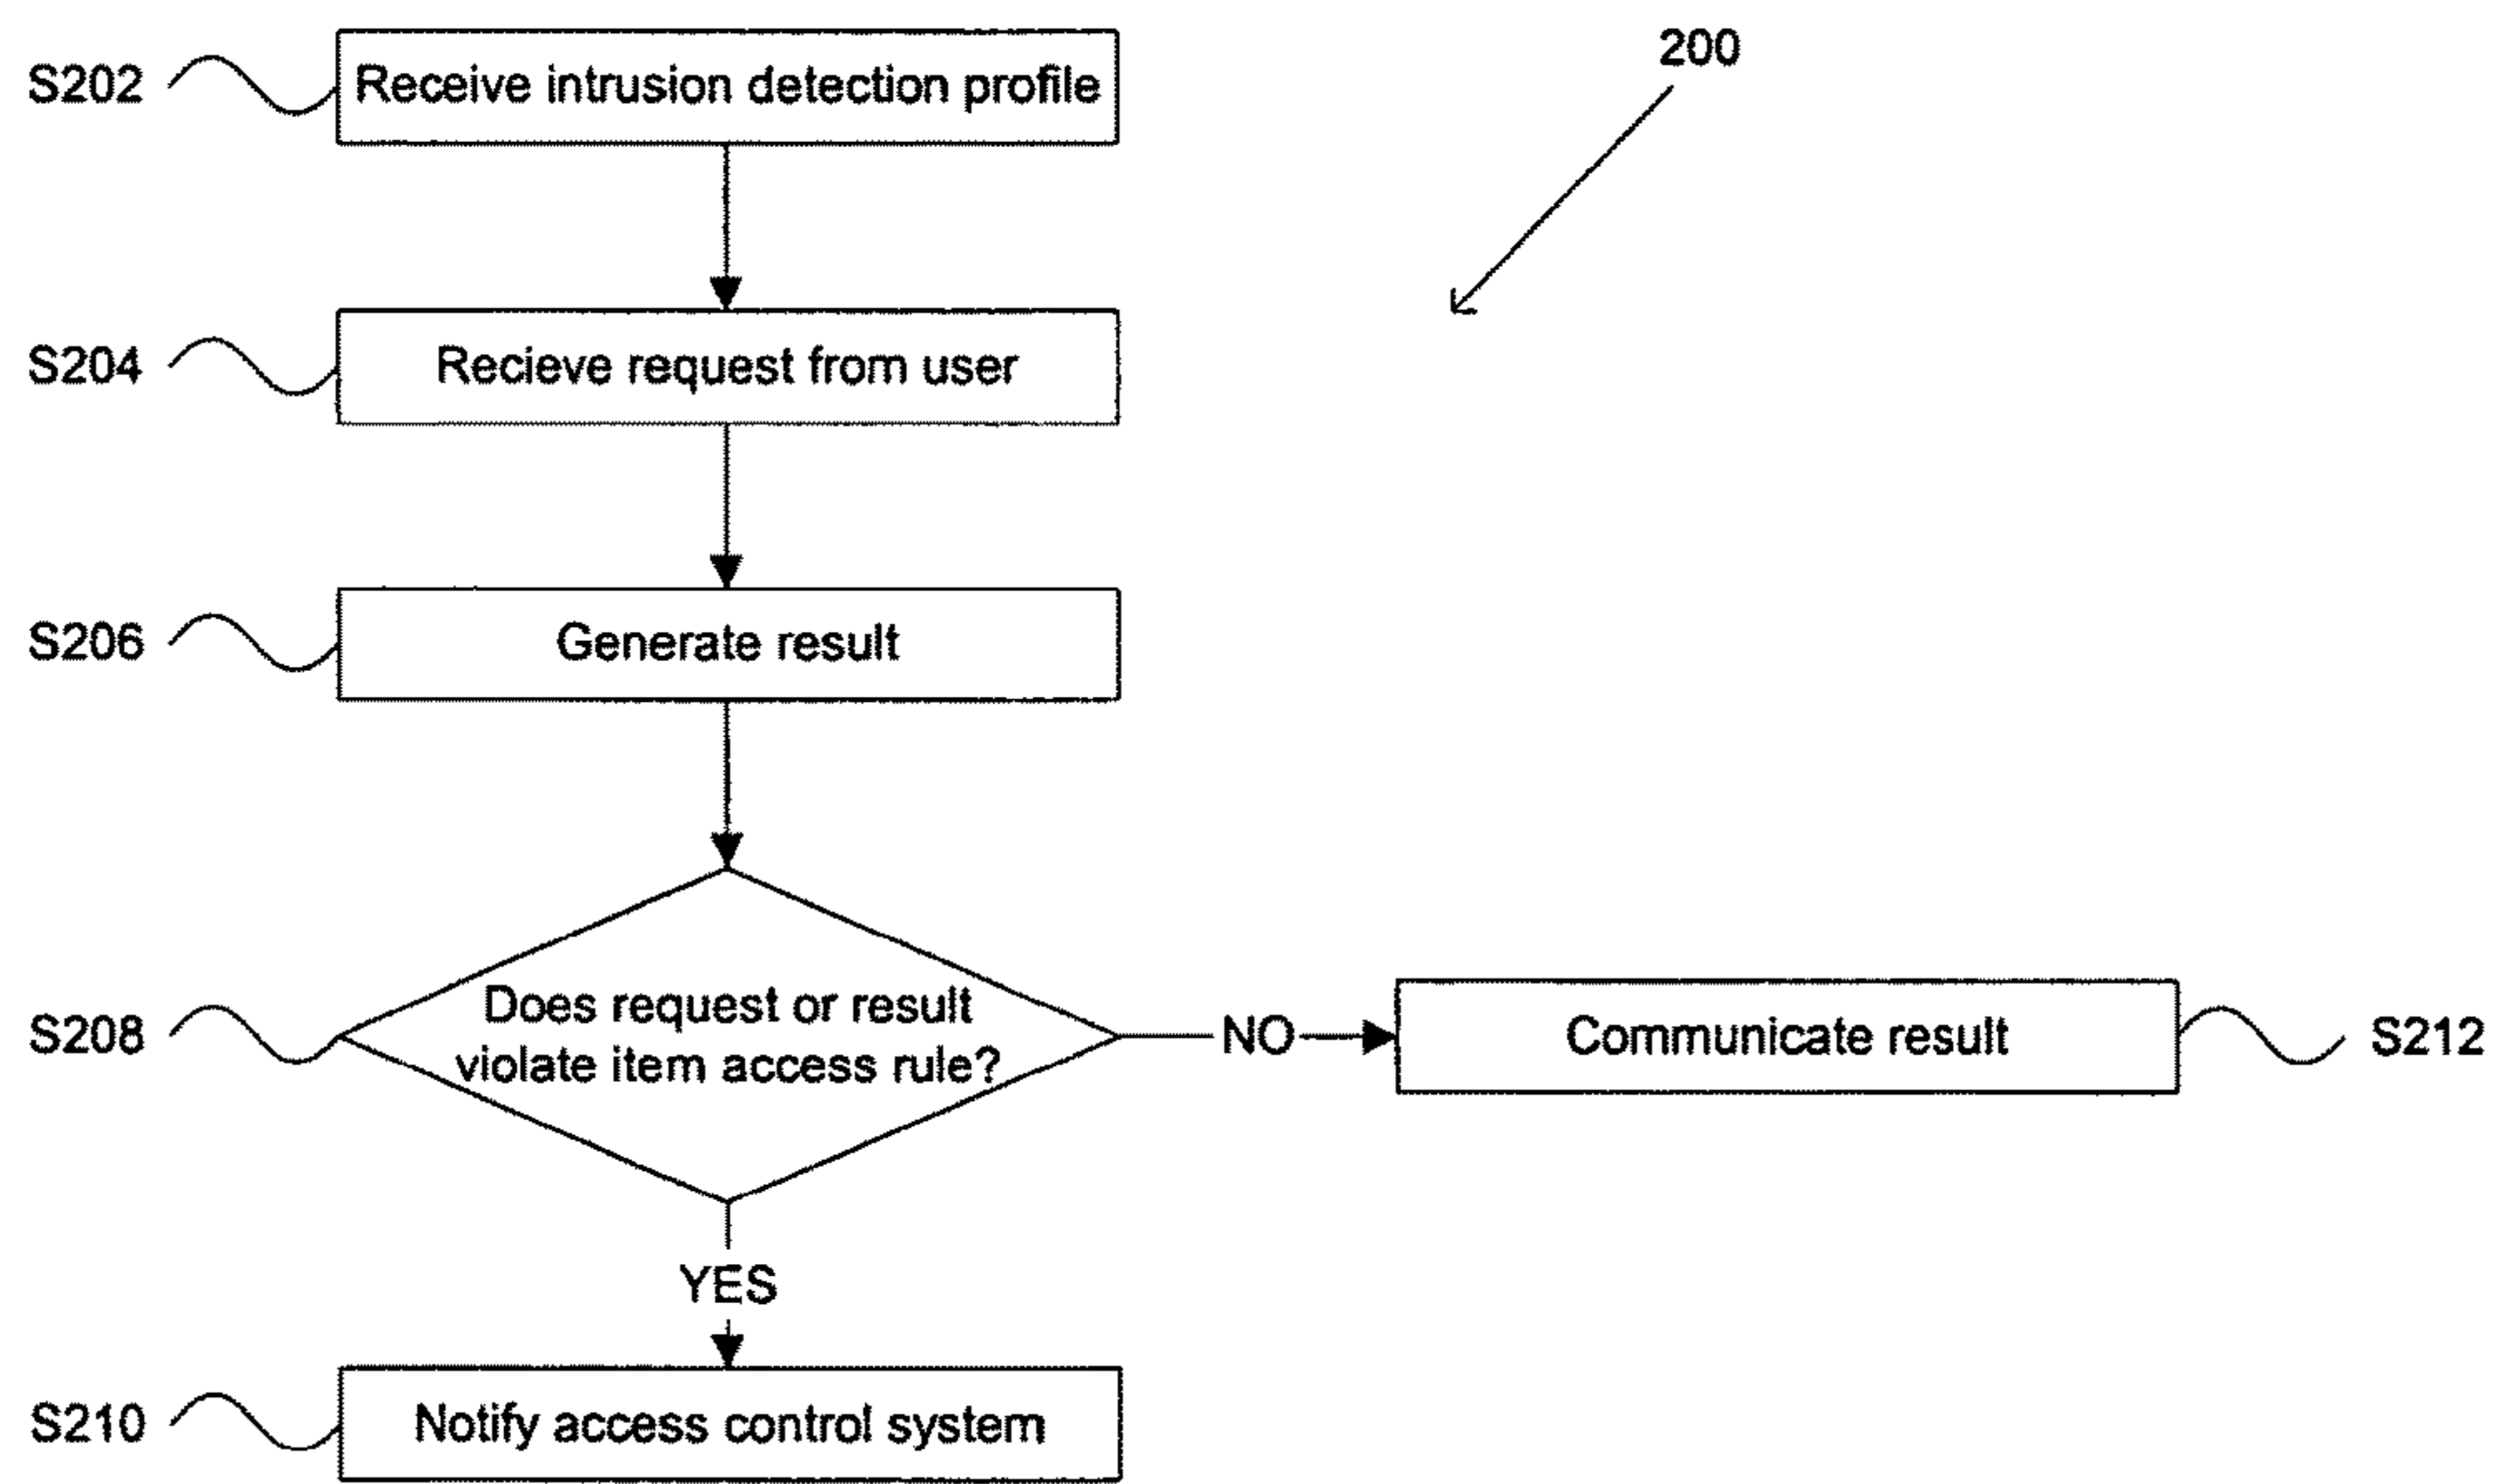 200
S202
Receive intrusion detection profile
S204
Recieve request from user
S206
Generate result
S208
Does request or result
violate item access rule?
NO
Communicate result
S212
YES
S210
Notify access control system